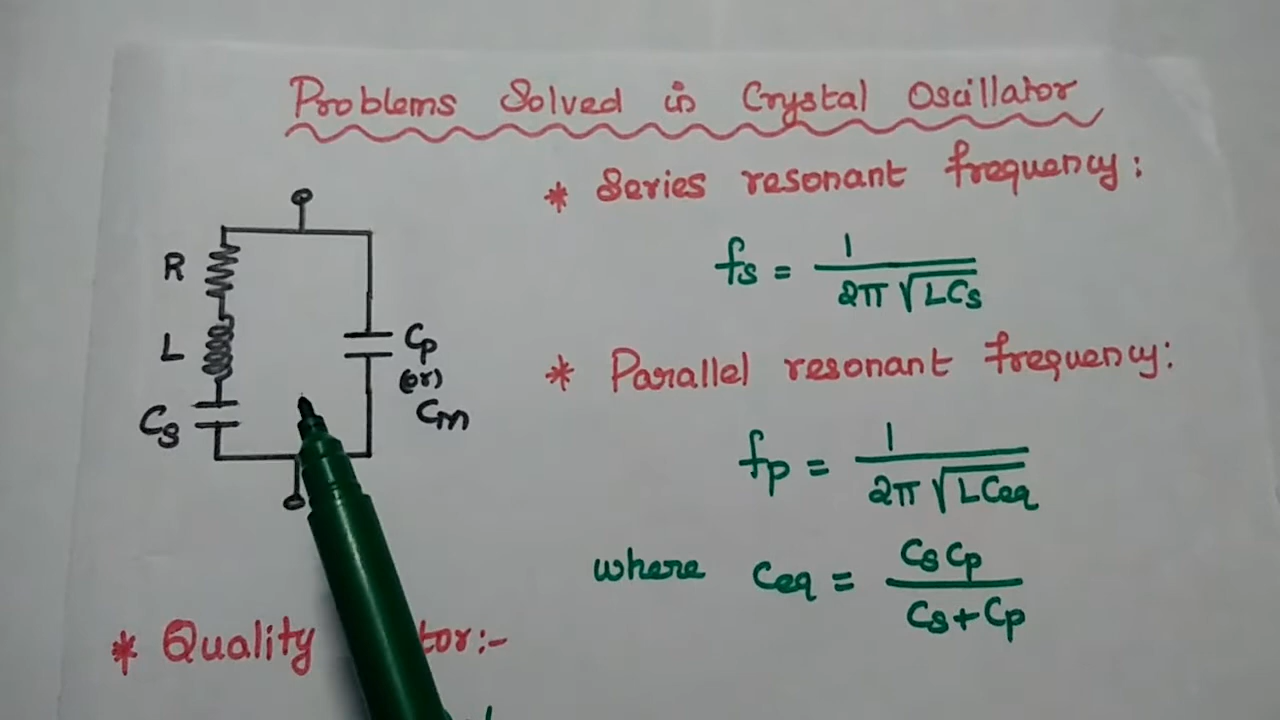 Problems Solved in Crystal Oscillator
* Series resonant frequency:
fs = 1 / 2π √LCs
* Parallel resonant frequency:
fp = 1 / 2π √LCeq
where Ceq = CsCp / Cs+Cp
R
L
Cs
Cp
(or)
Cm
* Quality tor:-